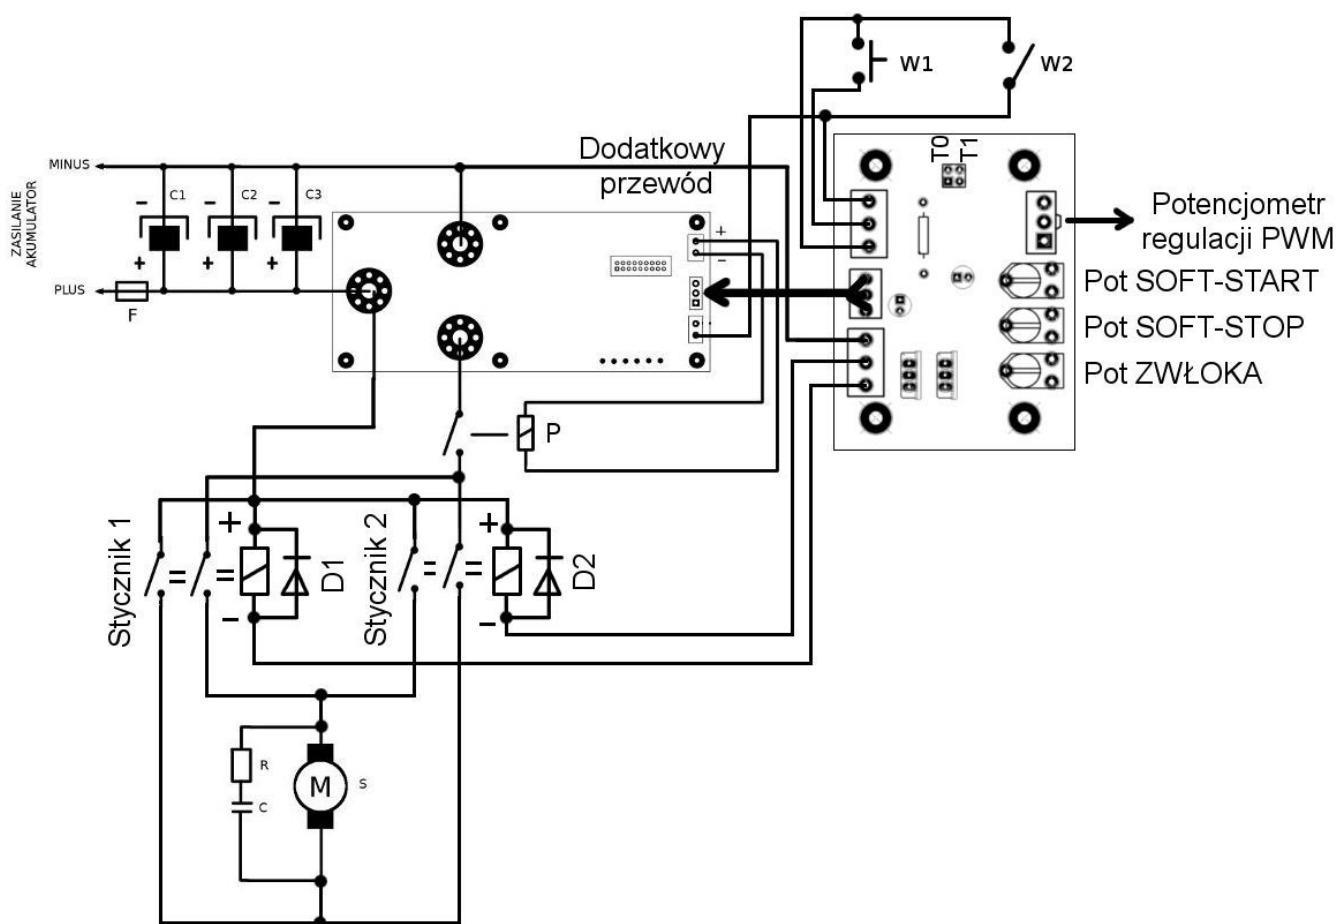 W1
W2
Dodatkowy
przewód
T0
T1
MINUS
ZASILANIE
AKUMULATOR
- C1
- C2
- C3
+
+
+
PLUS
F
+
-
Potencjometr
regulacji PWM
Pot SOFT-START
Pot SOFT-STOP
Pot ZWŁOKA
P
Stycznik 1
+
-
D1
Stycznik 2
+
-
D2
R
C
M
S